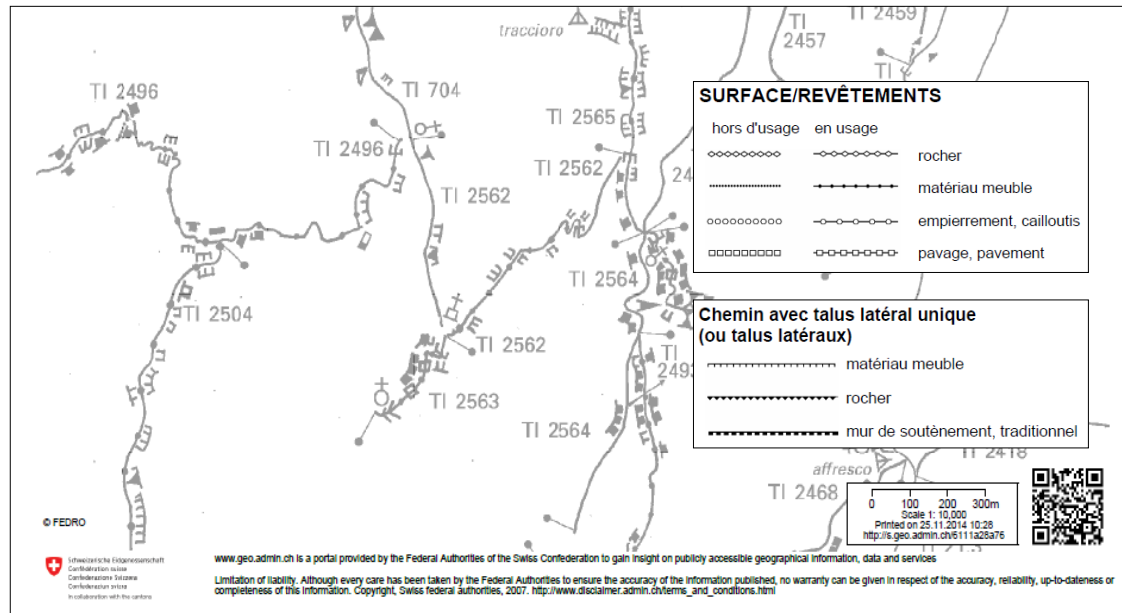 traccioro
TI
2457
TI 2459
TI
TI 2496
TI 704
TI 2565
TI 2496
TI 2562
24
TI 2562
TI 2564
TI 2504
TI 2562
TI
2492
TI 2563
TI 2564
TI 2418
affresco
TI 2468
SURFACE/REVÊTEMENTS
hors d'usage en usage
rocher
matériau meuble
empierrement, cailloutis
pavage, pavement
Chemin avec talus latéral unique
(ou talus latéraux)
matériau meuble
rocher
mur de soutènement, traditionnel
0 100 200 300m
Scale 1: 10,000
Printed on 25.11.2014 10:28
http://s.geo.admin.ch/6111a28a76
© FEDRO
Schweizerische Eidgenossenschaft
Confédération suisse
Confederazione Svizzera
Confederaziun svizra
In collaboration with the cantons
www.geo.admin.ch is a portal provided by the Federal Authorities of the Swiss Confederation to gain insight on publicly accessible geographical information, data and services
Limitation of liability. Although every care has been taken by the Federal Authorities to ensure the accuracy of the information published, no warranty can be given in respect of the accuracy, reliability, up-to-dateness or
completeness of this information. Copyright, Swiss federal authorities, 2007. http://www.disclaimer.admin.ch/terms_and_conditions.html